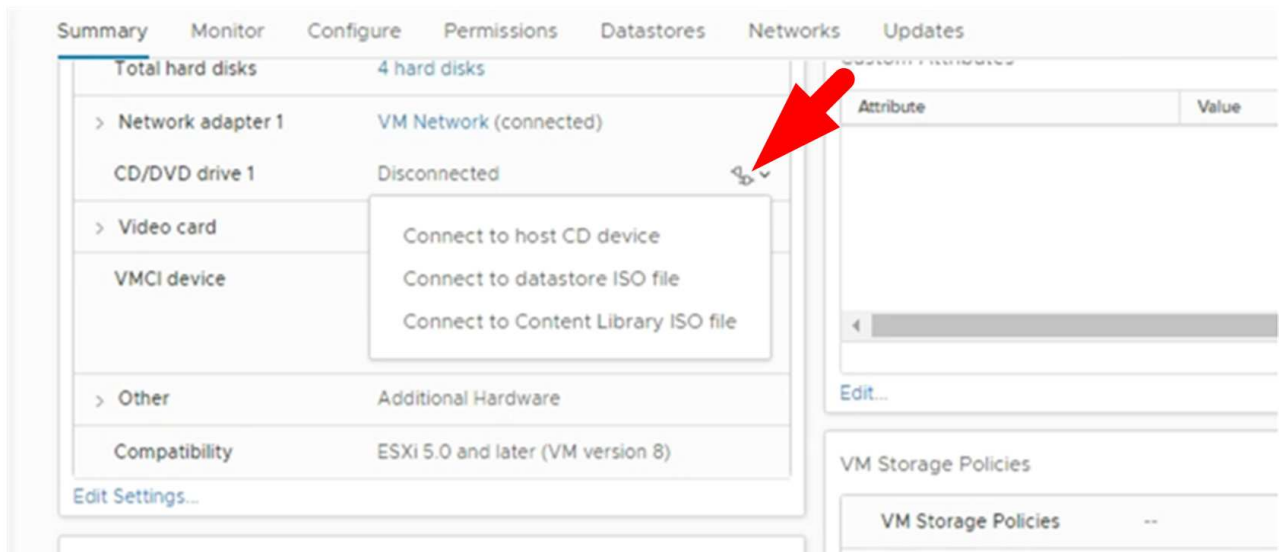 Summary Monitor Configure Permissions Datastores Networks Updates
Total hard disks 4 hard disks
Custom Attributes
> Network adapter 1 VM Network (connected)
Attribute Value
CD/DVD drive 1 Disconnected
> Video card
Connect to host CD device
VMCI device
Connect to datastore ISO file
Connect to Content Library ISO file
> Other Additional Hardware
Edit...
Compatibility ESXi 5.0 and later (VM version 8)
VM Storage Policies
Edit Settings...
VM Storage Policies --